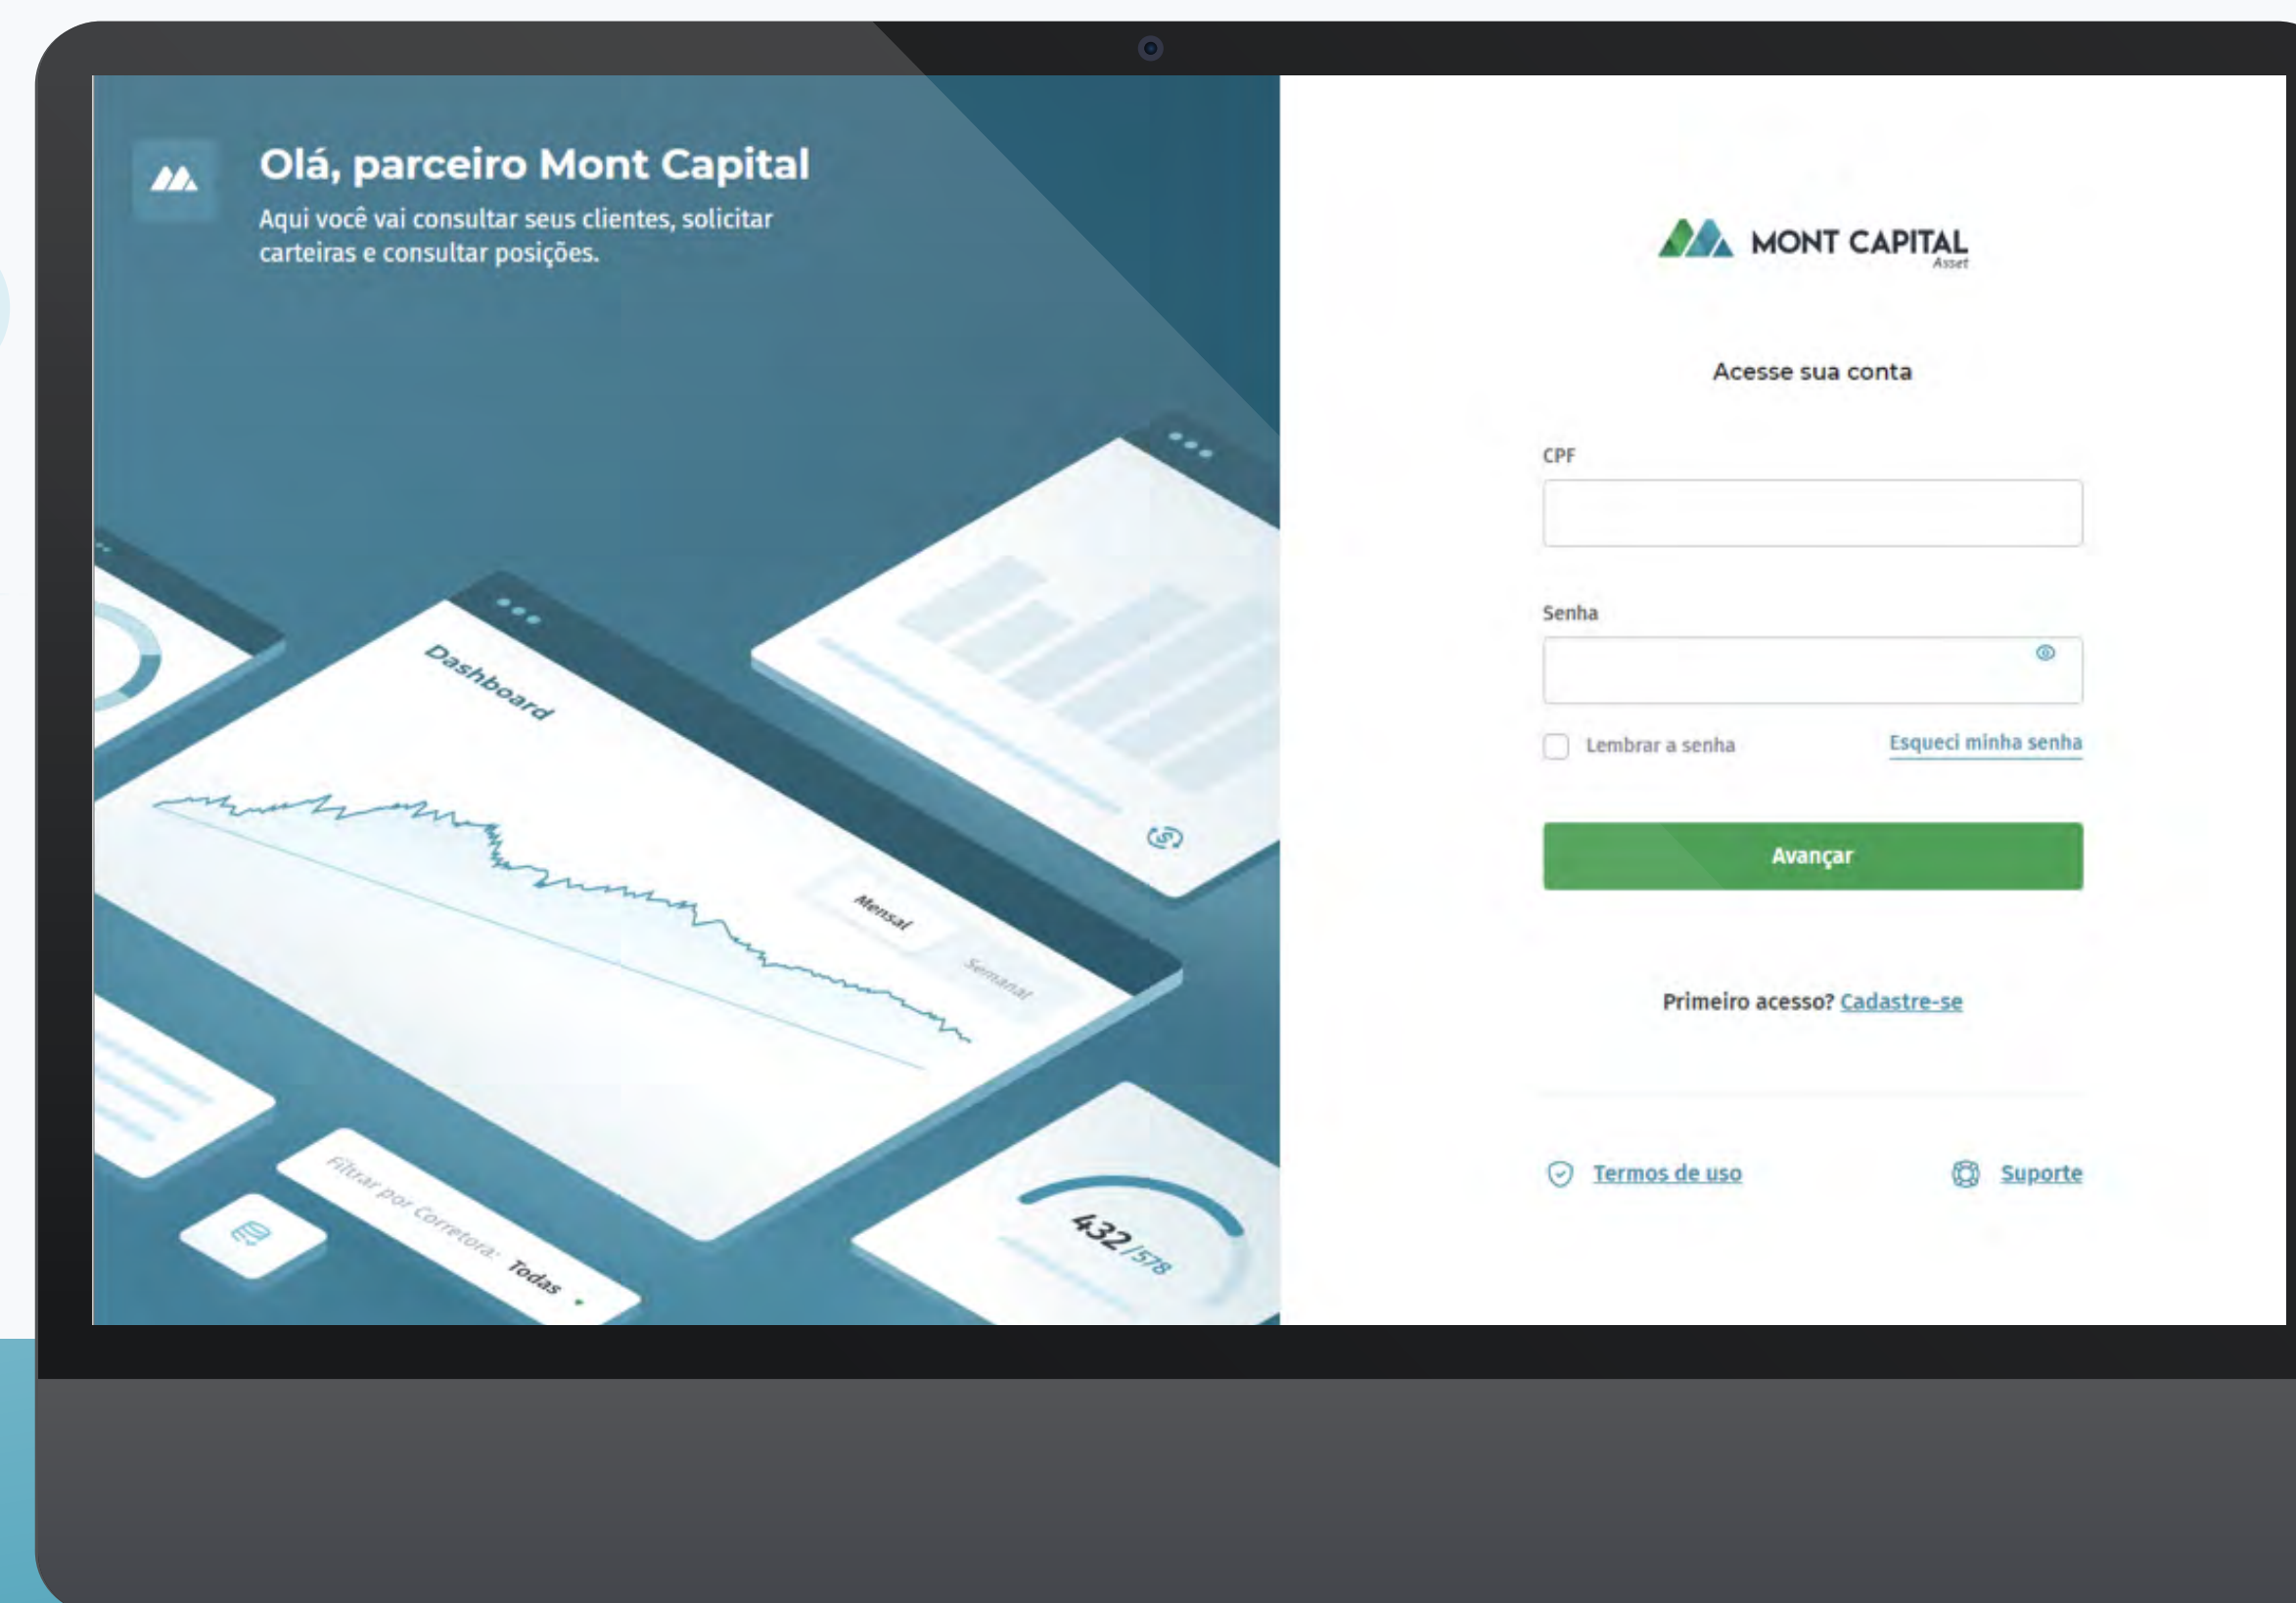 Olá, parceiro Mont Capital
Aqui você vai consultar seus clientes, solicitar
carteiras e consultar posições.
Dashboard
Mensal
Semanal
Filtrar por Corretora: Todas
432/578
MONT CAPITAL
Asset
Acesse sua conta
CPF
Senha
Lembrar a senha
Esqueci minha senha
Avançar
Primeiro acesso? Cadastre-se
Termos de uso
Suporte